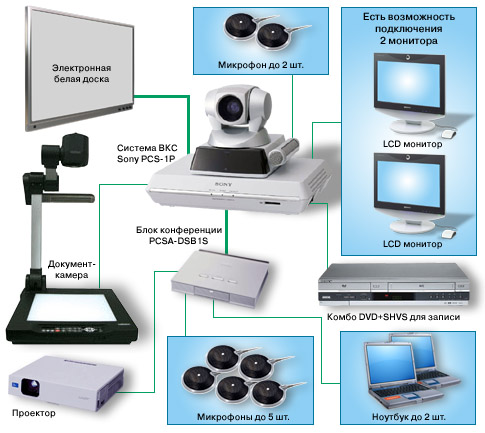 Электронная
белая доска
Микрофон до 2 шт.
Есть возможность
подключения
2 монитора
LCD монитор
LCD монитор
Система ВКС
Sony PCS-1P
SONY
Блок конференции
PCSA-DSB1S
Документ-
камера
Комбо DVD+SHVS для записи
Проектор
Микрофоны до 5 шт.
Ноутбук до 2 шт.